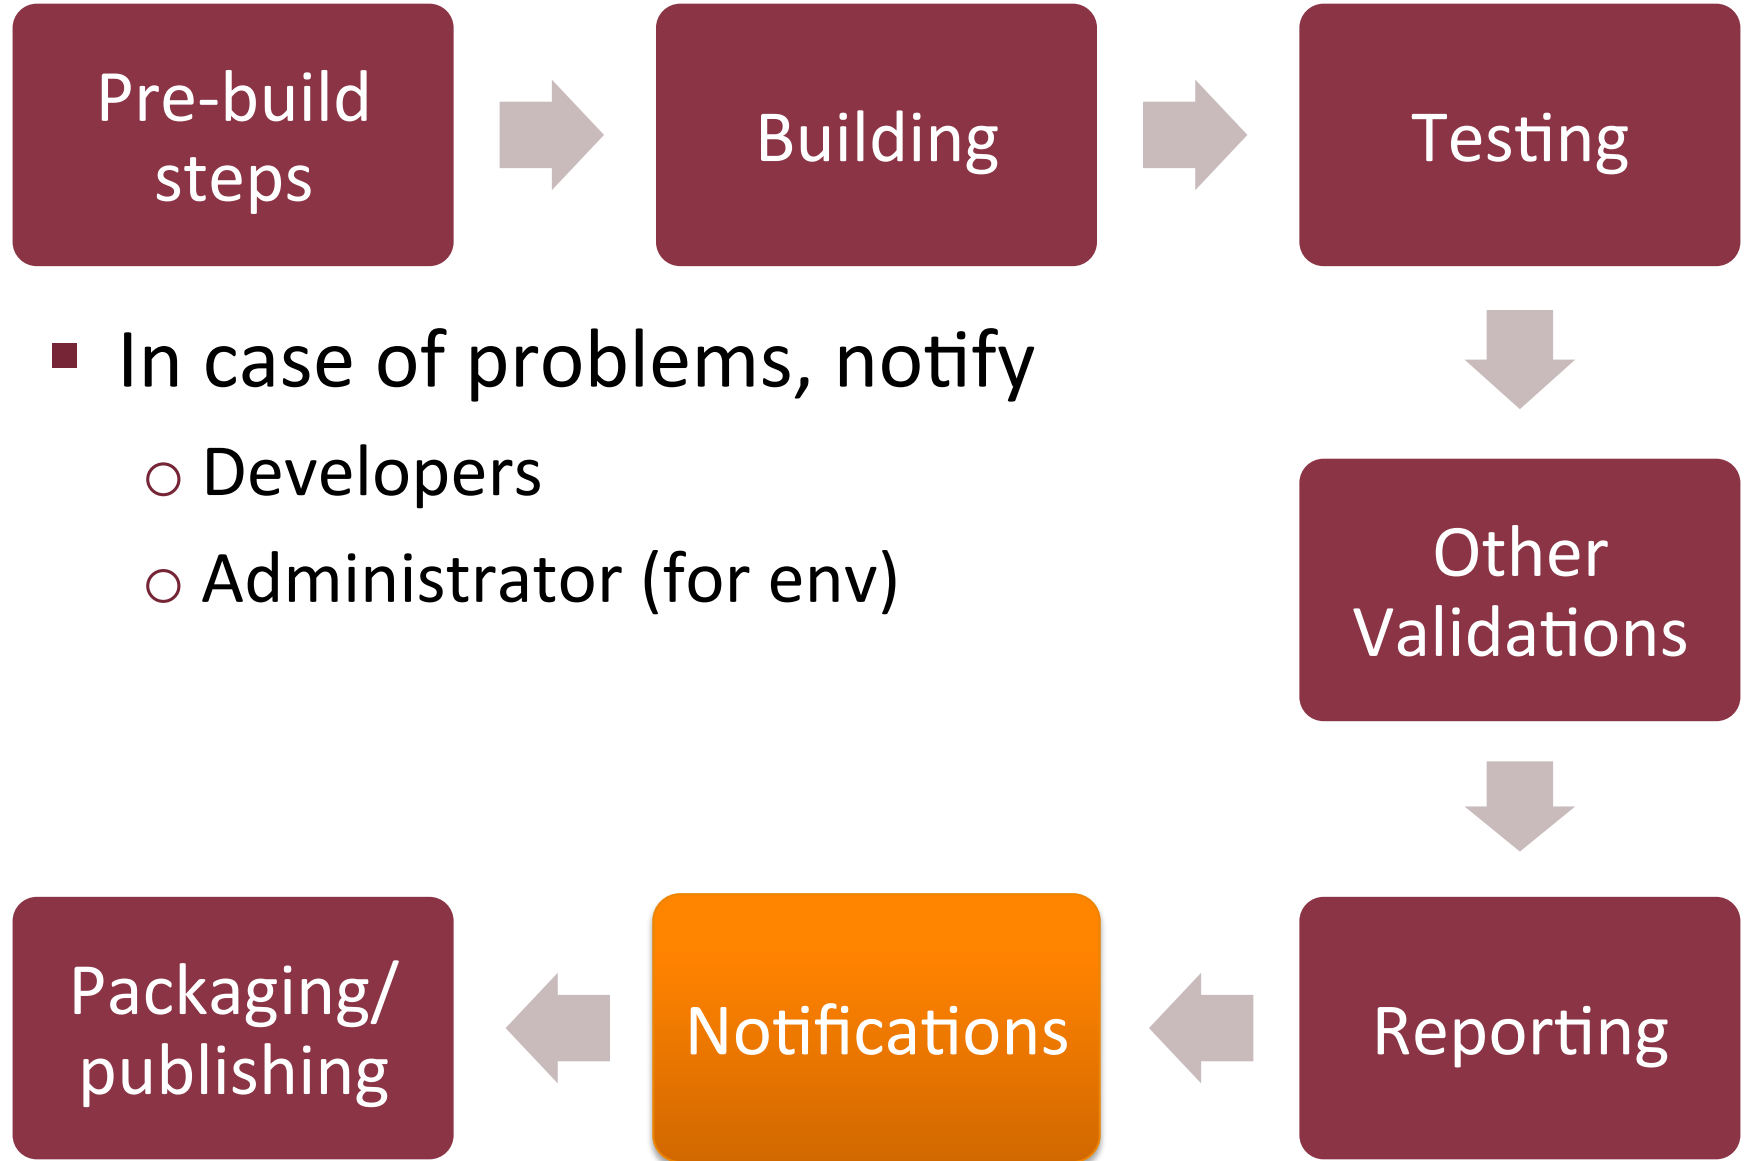 Pre-build
steps
Building
Testing
In case of problems, notify
Developers
Administrator (for env)
Other
Validations
Reporting
Notifications
Packaging/
publishing